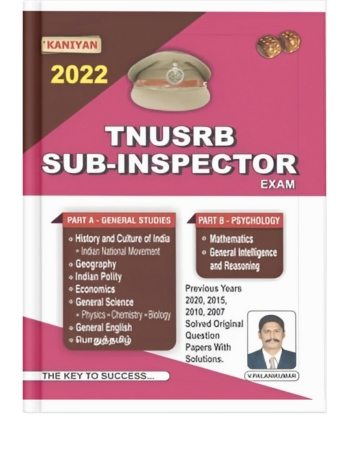 KANIYAN
2022
TNUSRB
SUB-INSPECTOR
EXAM
PART A - GENERAL STUDIES
History and Culture of India
Indian National Movement
Geography
Indian Polity
Economics
General Science
Physics • Chemistry • Biology
General English
பொதுத்தமிழ்
PART B - PSYCHOLOGY
Mathematics
General Intelligence
and Reasoning
Previous Years
2020, 2015,
2010, 2007
Solved Original
Question
Papers With
Solutions.
V.PALANIKUMAR
THE KEY TO SUCCESS...